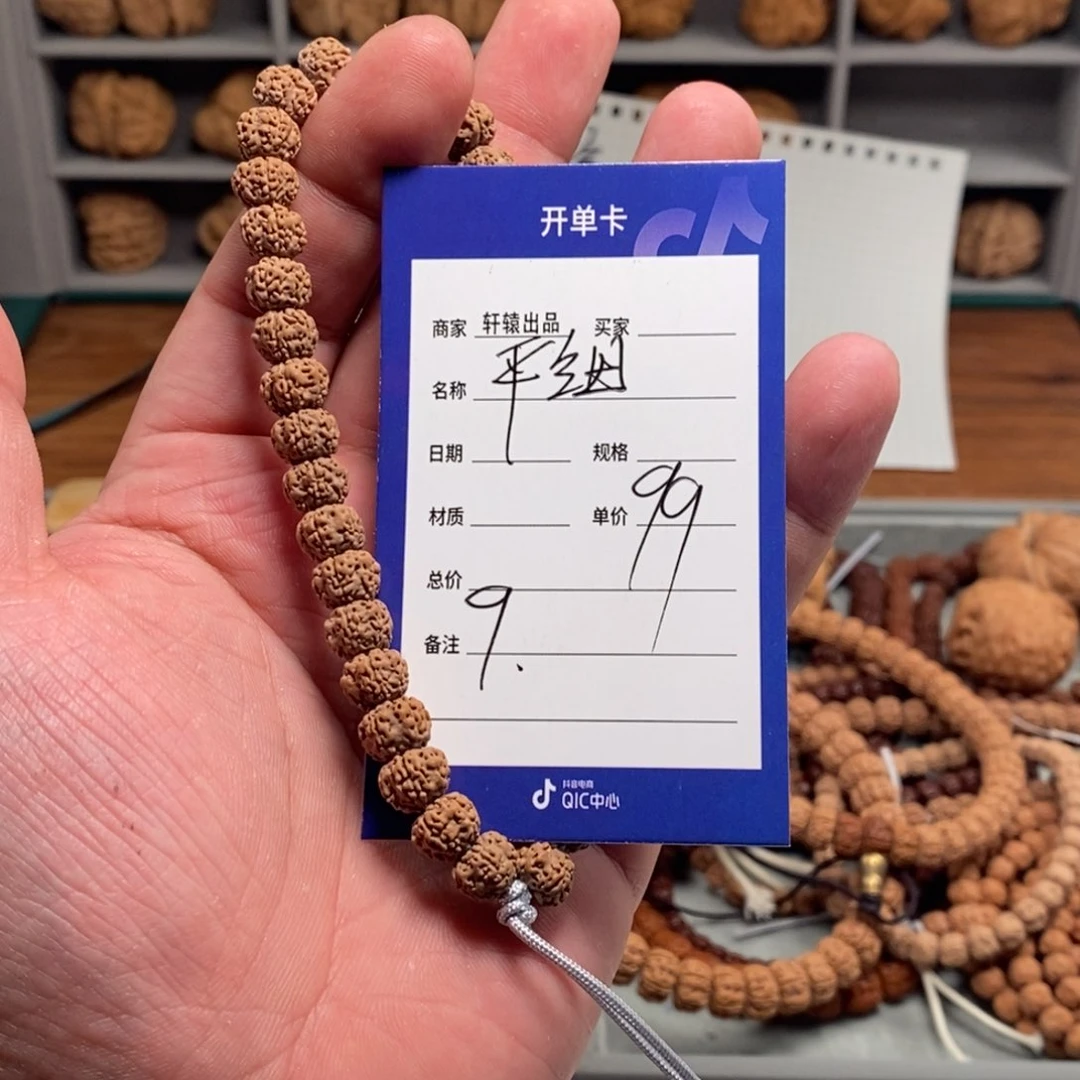 开单卡
商家 轩辕出品 买家
名称 平细
日期 规格
材质 单价 99
总价
备注 9.
抖音电商
QIC中心